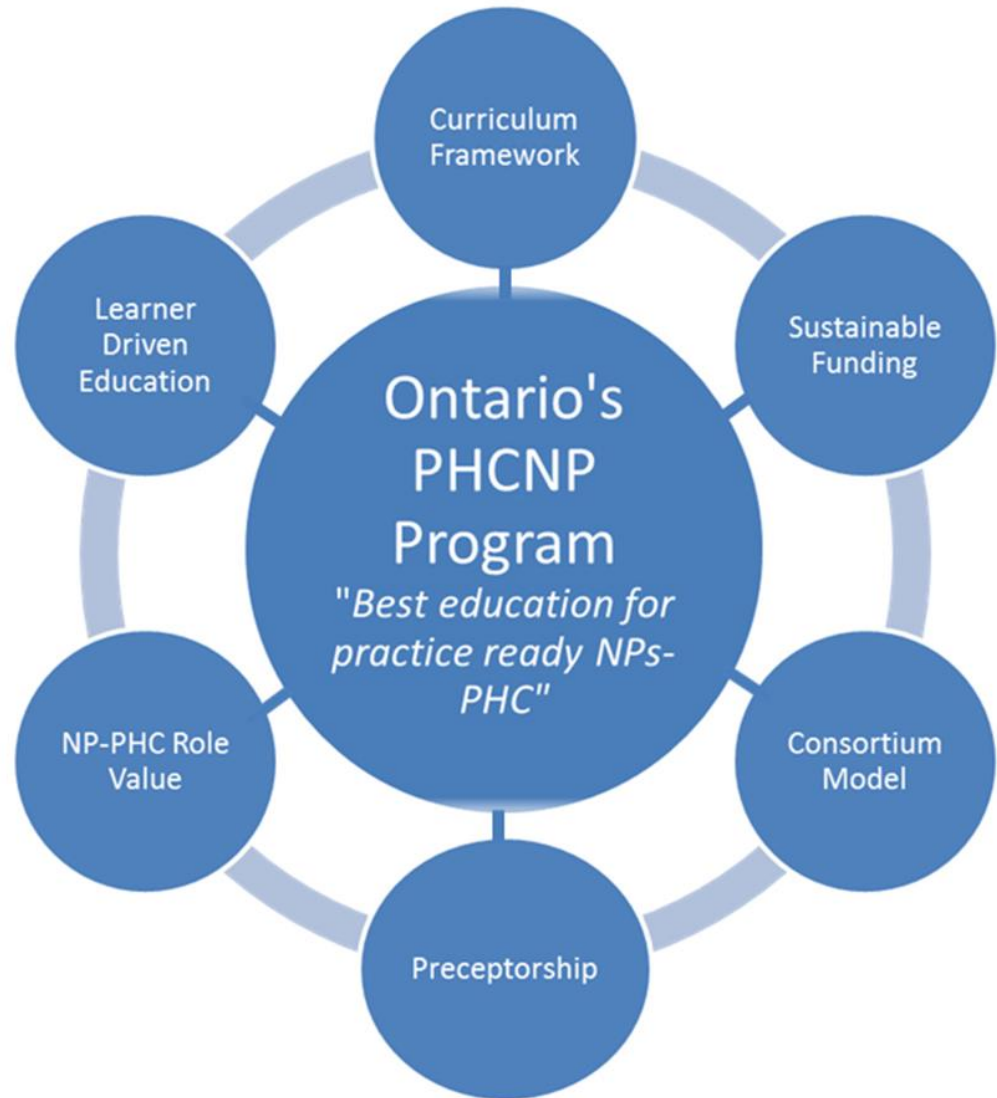 Curriculum
Framework
Sustainable
Funding
Consortium
Model
Preceptorship
NP-PHC Role
Value
Learner
Driven
Education
Ontario's
PHCNP
Program
"Best education for
practice ready NPs-
PHC"